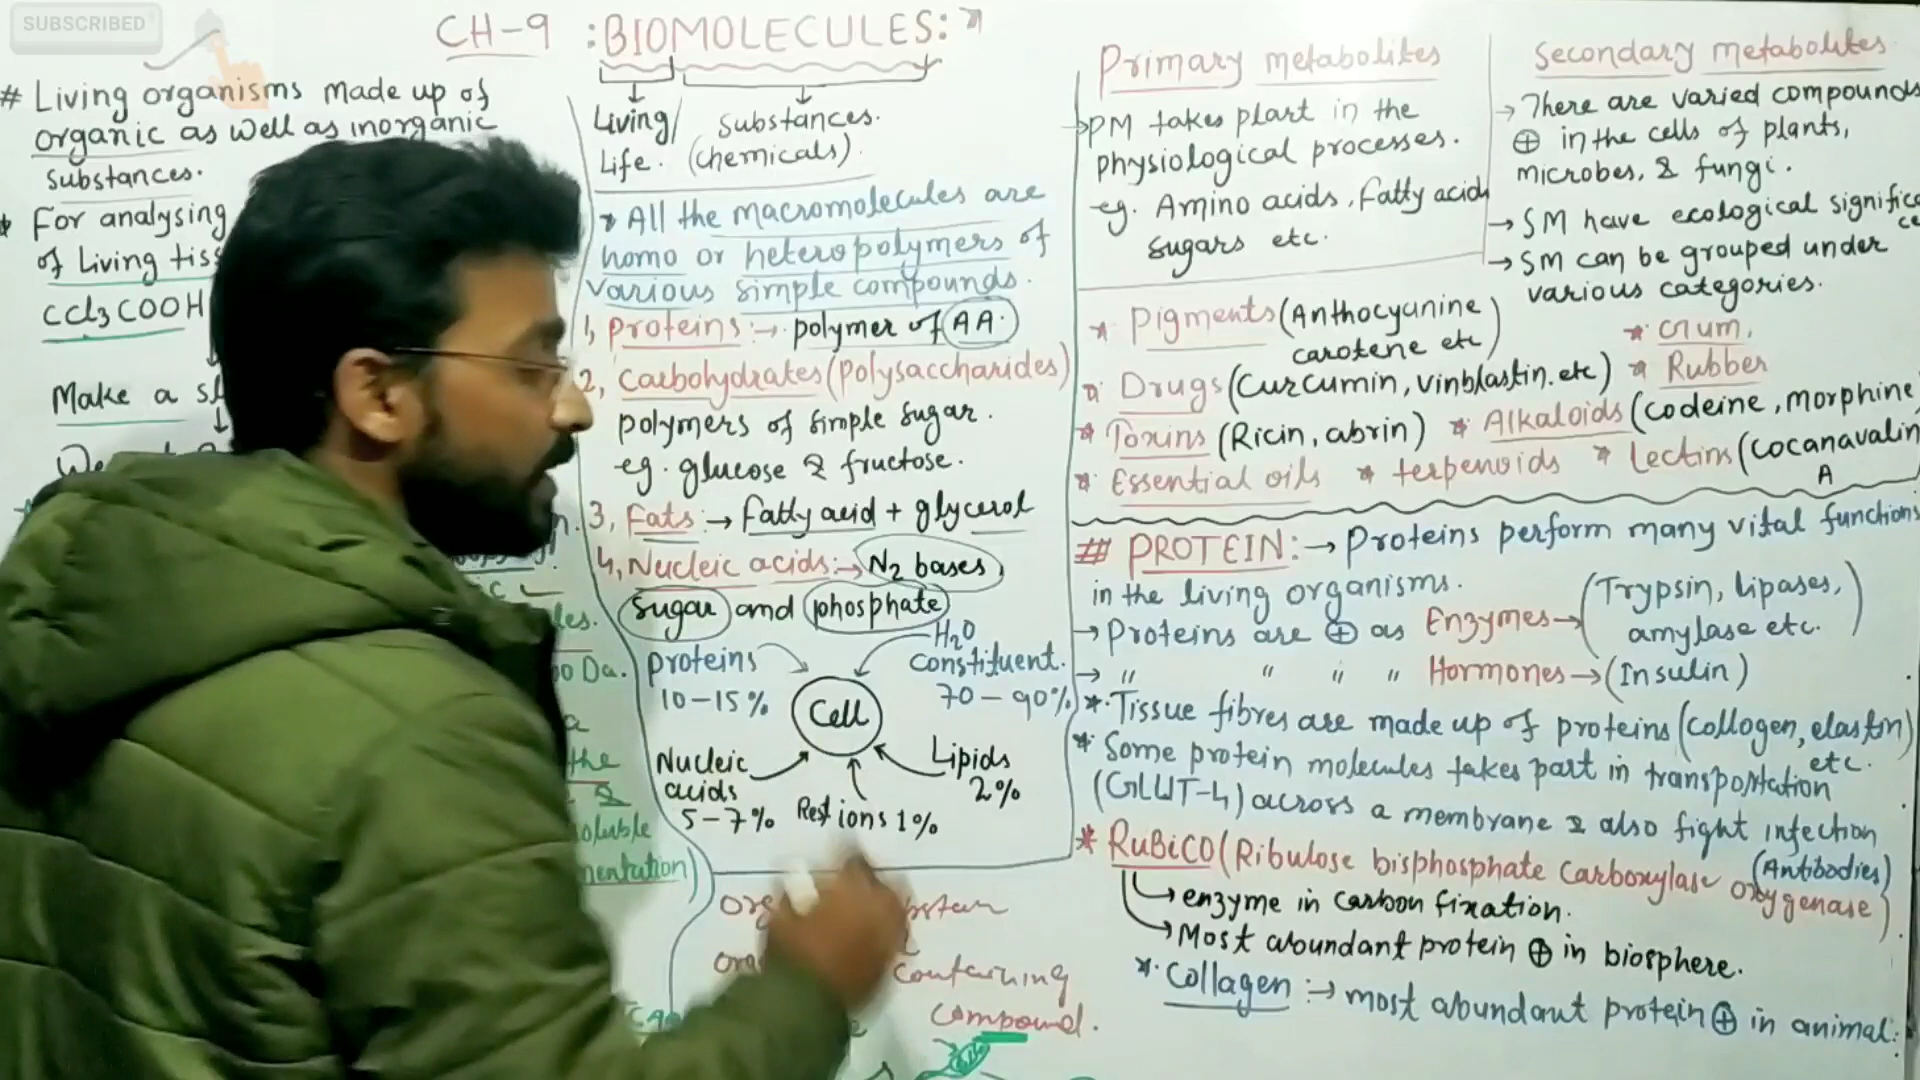 SUBSCRIBED
CH-9 :BIOMOLECULES:
# Living organisms made up of
organic as well as inorganic
substances.
* For analysing
of Living
CCl3COOH
Make a
Living/
Life.
substances.
(chemicals).
* All the macromolecules are
homo or heteropolymers of
various simple compounds.
1, Proteins:→ polymer of AA.
2, Carbohydrates (polysaccharides)
polymers of simple sugar.
eg. glucose & fructose.
3, Fats:→ Fatty acid + glycerol
4, Nucleic acids:→ N2 bases,
sugar and phosphate
proteins
10-15%
H2O
constituent.
70-90%
Cell
Nucleic
acids
5-7%
Rest ions 1%
Lipids
2%
Da.
the
&
soluble
containing
compound.
Primary metabolites
→PM takes plart in the
physiological processes.
eg. Amino acids, Fatty acids
sugars etc.
Secondary metabolites
→ There are varied compounds
⊕ in the cells of plants,
microbes, & fungi.
→ SM have ecological significa
ce
→ SM can be grouped under
various categories.
* Pigments (Anthocyanine
carotene etc)
* Gum,
* Drugs (Curcumin, vinblastin.etc)
* Rubber
* Toxins (Ricin, abrin)
* Alkaloids (codeine, morphine
* Essential oils
* terpenoids
* Lectins (Cocanavalin
A
# PROTEIN:→ Proteins perform many vital functions
in the living organisms.
→ Proteins are ⊕ as Enzymes→ (Trypsin, lipases,
amylase etc.)
→ " " " " Hormones→(Insulin)
*. Tissue fibres are made up of proteins (collogen, elastin)
etc.
* Some protein molecules takes part in transportation
(GLUT-4) across a membrane & also fight infection
(Antibodies)
* RuBiCO (Ribulose bisphosphate Carboxylase oxygenase)
→ enzyme in carbon fixation.
→ Most abundant protein ⊕ in biosphere.
*. Collagen :→ most abundant protein ⊕ in animal.